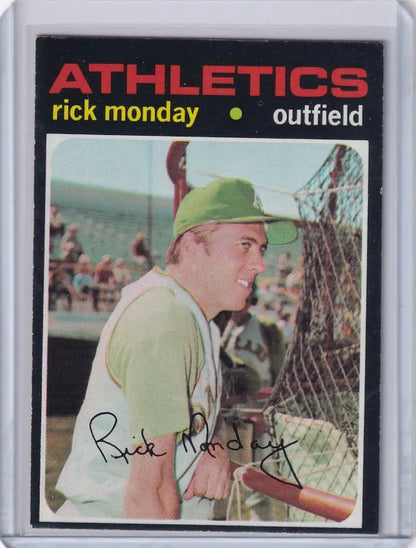 ATHLETICS
rick monday • outfield
Rick Monday